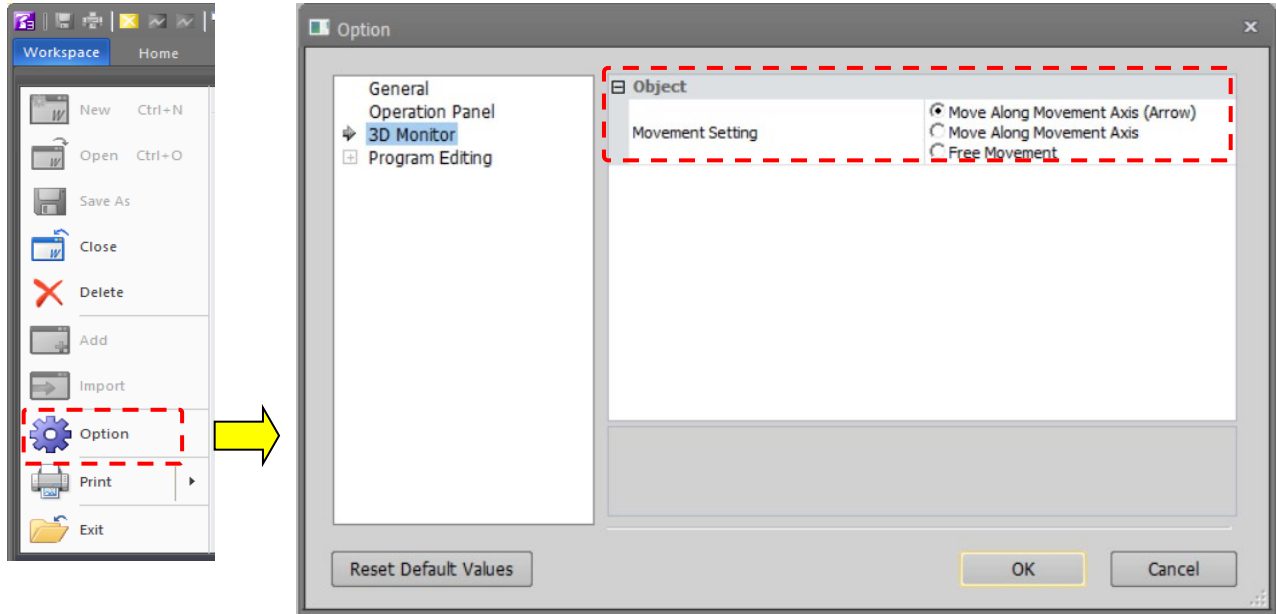 Workspace Home
New Ctrl+N
Open Ctrl+O
Save As
Close
Delete
Add
Import
Option
Print
Exit
Option
General
Operation Panel
3D Monitor
Program Editing
Object
Movement Setting
Move Along Movement Axis (Arrow)
Move Along Movement Axis
Free Movement
Reset Default Values
OK
Cancel